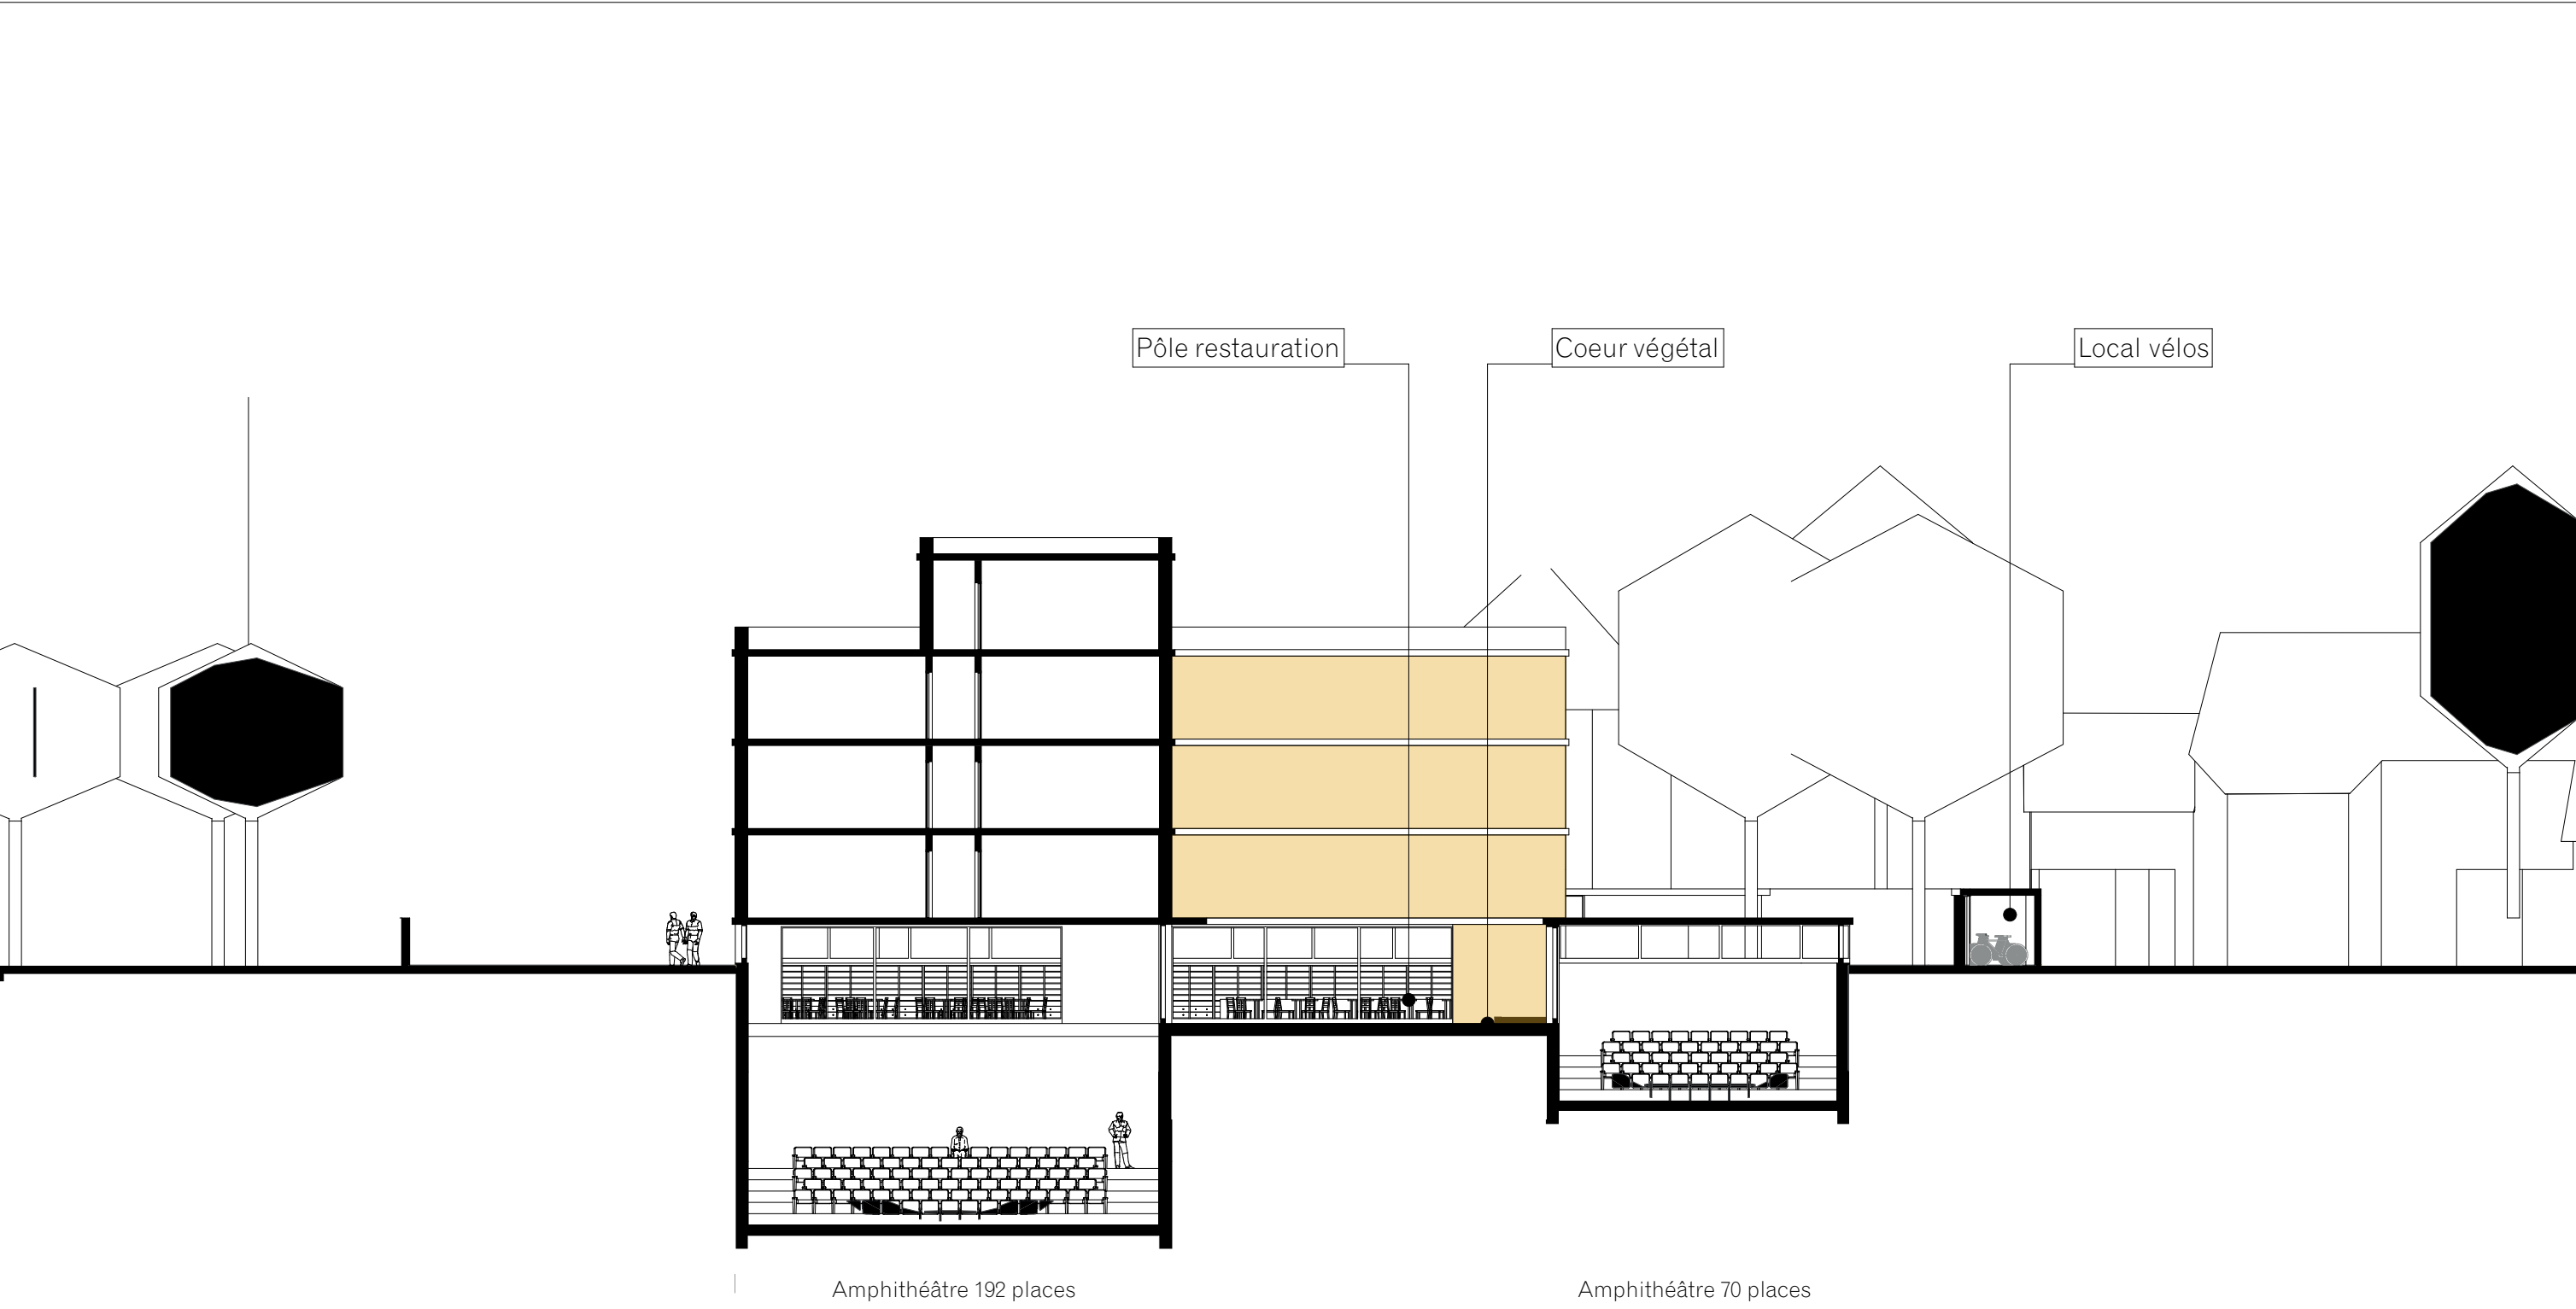 Pôle restauration
Coeur végétal
Local vélos
Amphithéâtre 192 places
Amphithéâtre 70 places